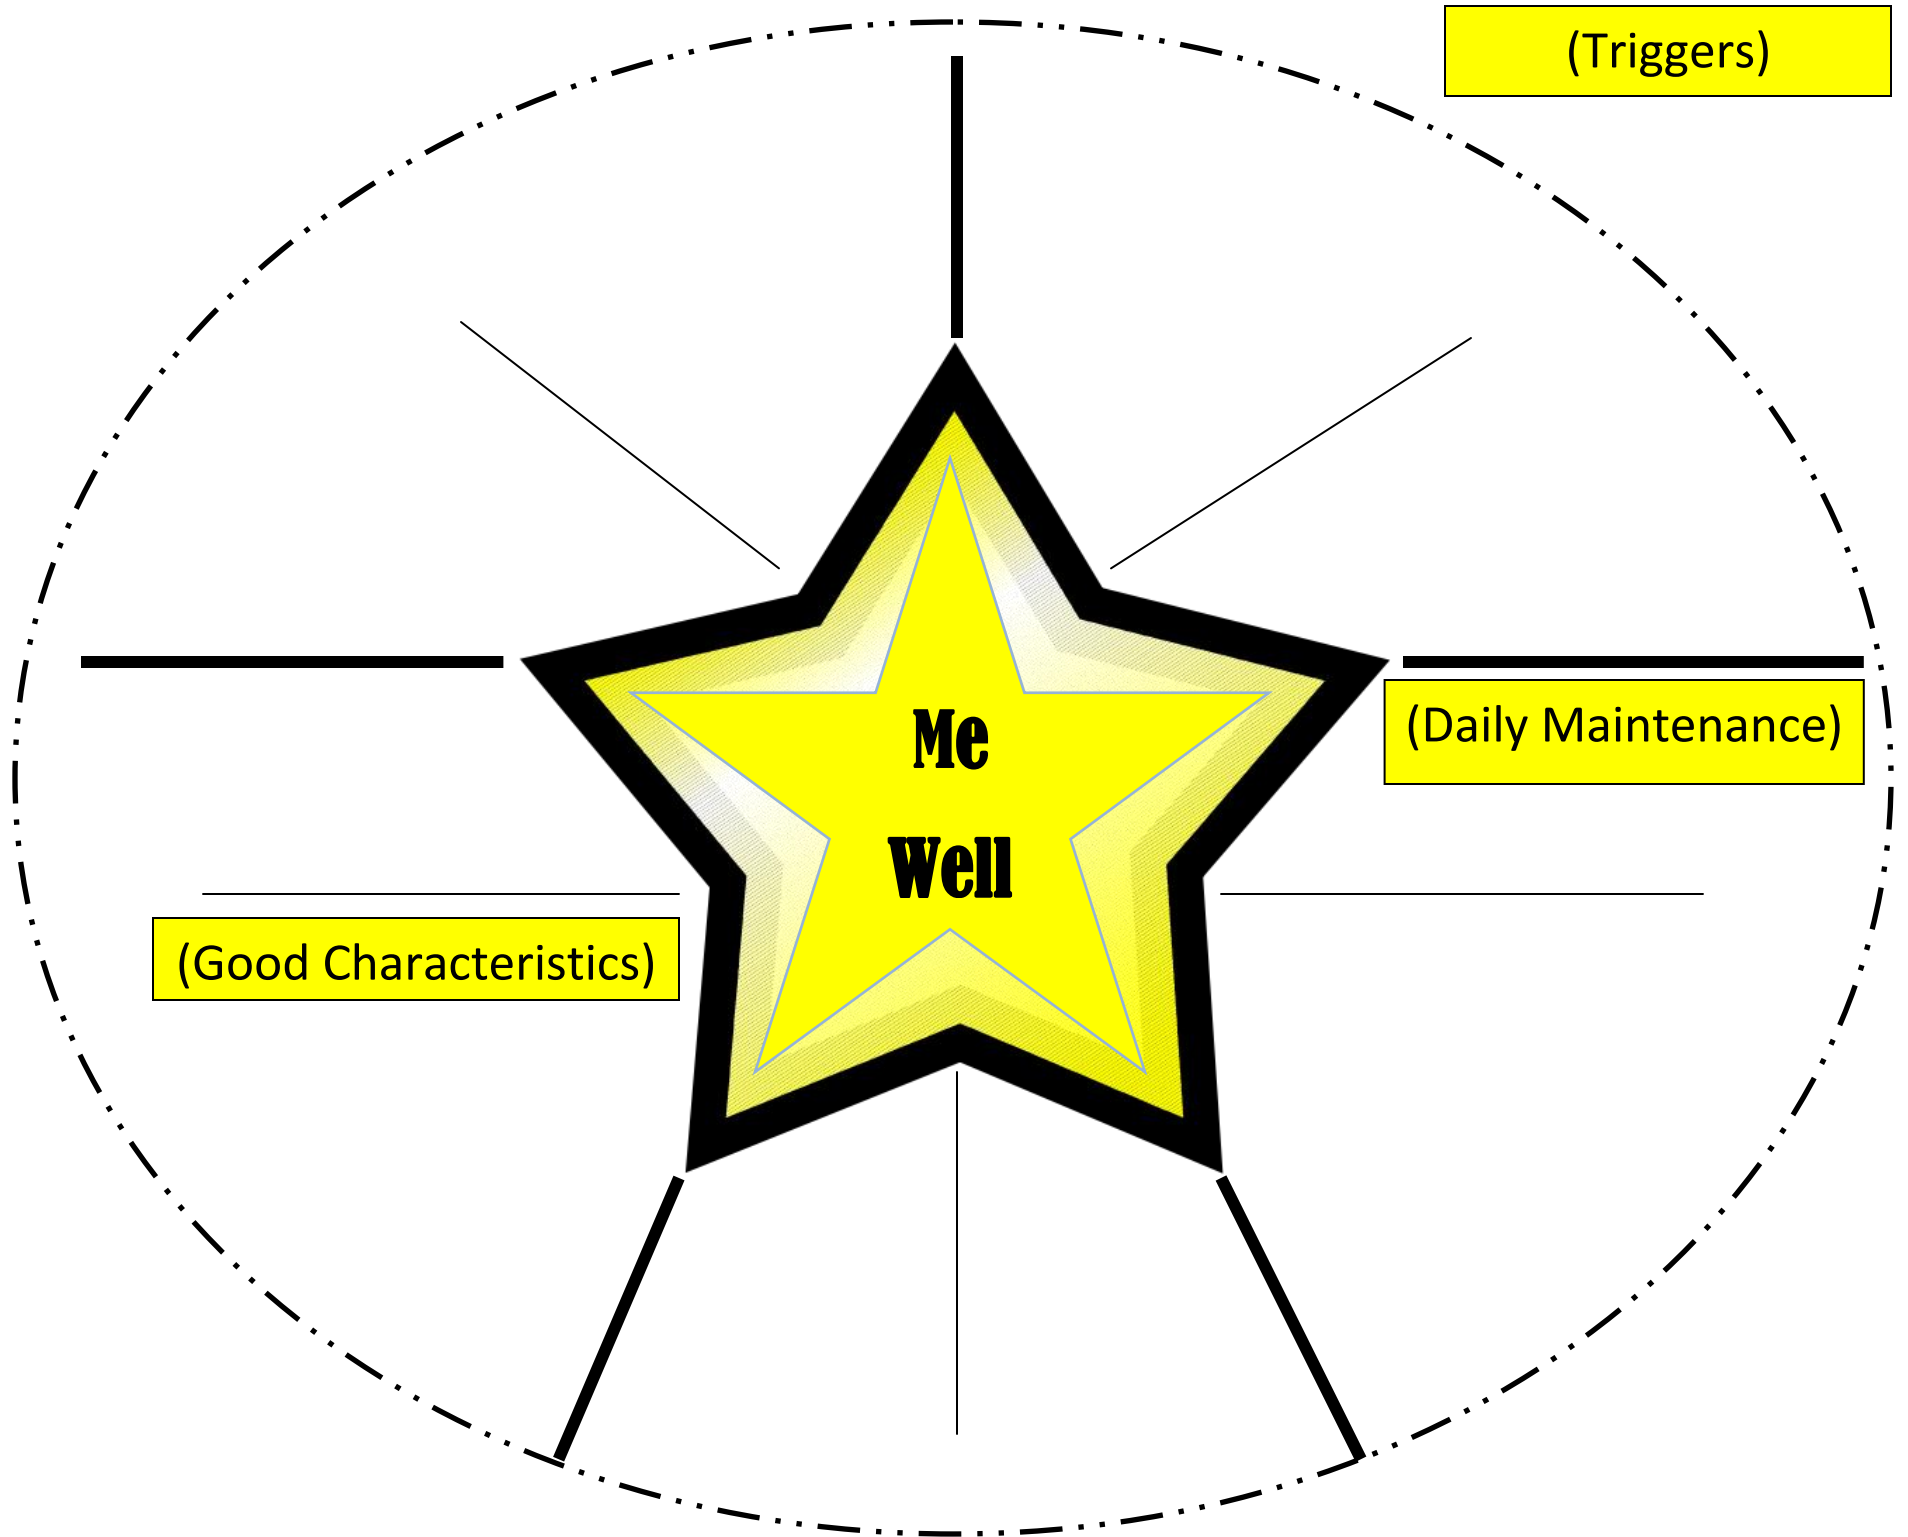 (Triggers)
Me
Well
(Daily Maintenance)
(Good Characteristics)